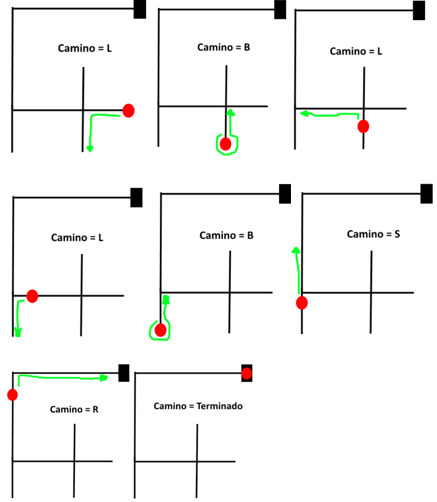 Camino = L
Camino = B
Camino = L
Camino = L
Camino = B
Camino = S
Camino = R
Camino = Terminado